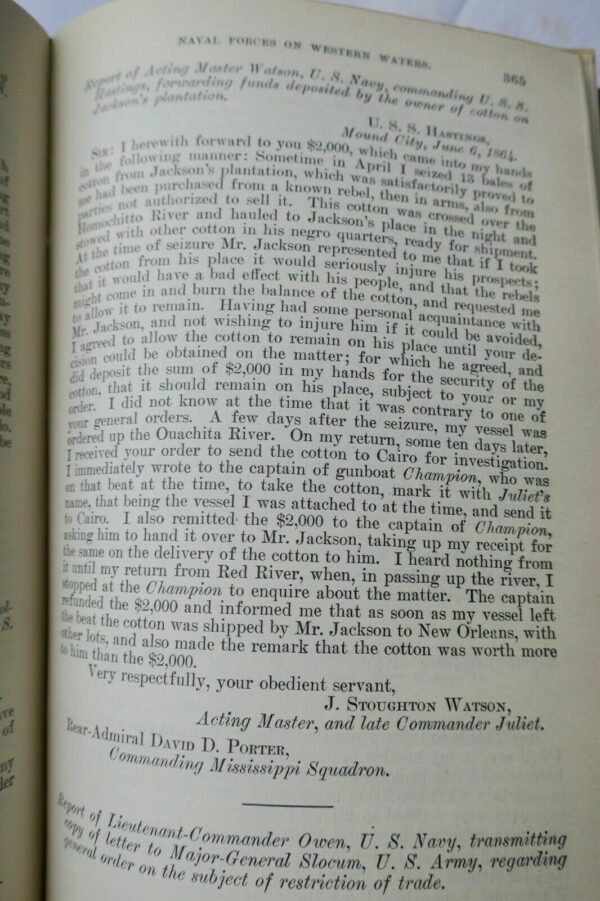 NAVAL FORCES ON WESTERN WATERS. 365
Report of Acting Master Watson, U. S. Navy, commanding U. S. S.
Hastings, forwarding funds deposited by the owner of cotton on
Jackson's plantation.
U. S. S. HASTINGS,
Mound City, June 6, 1864.
SIR: I herewith forward to you $2,000, which came into my hands
in the following manner: Sometime in April I seized 13 bales of
cotton from Jackson's plantation, which was satisfactorily proved to
me had been purchased from a known rebel, then in arms, also from
parties not authorized to sell it. This cotton was crossed over the
Homochitto River and hauled to Jackson's place in the night and
stowed with other cotton in his negro quarters, ready for shipment.
At the time of seizure Mr. Jackson represented to me that if I took
the cotton from his place it would seriously injure his prospects;
that it would have a bad effect with his people, and that the rebels
might come in and burn the balance of the cotton, and requested me
to allow it to remain. Having had some personal acquaintance with
Mr. Jackson, and not wishing to injure him if it could be avoided,
I agreed to allow the cotton to remain on his place until your de-
cision could be obtained on the matter; for which he agreed, and
did deposit the sum of $2,000 in my hands for the security of the
cotton, that it should remain on his place, subject to your or my
order. I did not know at the time that it was contrary to one of
your general orders. A few days after the seizure, my vessel was
ordered up the Ouachita River. On my return, some ten days later,
I received your order to send the cotton to Cairo for investigation.
I immediately wrote to the captain of gunboat Champion, who was
on that beat at the time, to take the cotton, mark it with Juliet's
name, that being the vessel I was attached to at the time, and send it
to Cairo. I also remitted the $2,000 to the captain of Champion,
asking him to hand it over to Mr. Jackson, taking up my receipt for
the same on the delivery of the cotton to him. I heard nothing from
it until my return from Red River, when, in passing up the river, I
stopped at the Champion to enquire about the matter. The captain
refunded the $2,000 and informed me that as soon as my vessel left
the beat the cotton was shipped by Mr. Jackson to New Orleans, with
other lots, and also made the remark that the cotton was worth more
to him than the $2,000.
Very respectfully, your obedient servant,
J. STOUGHTON WATSON,
Acting Master, and late Commander Juliet.
Rear-Admiral DAVID D. PORTER,
Commanding Mississippi Squadron.
Report of Lieutenant-Commander Owen, U. S. Navy, transmitting
copy of letter to Major-General Slocum, U. S. Army, regarding
general order on the subject of restriction of trade.